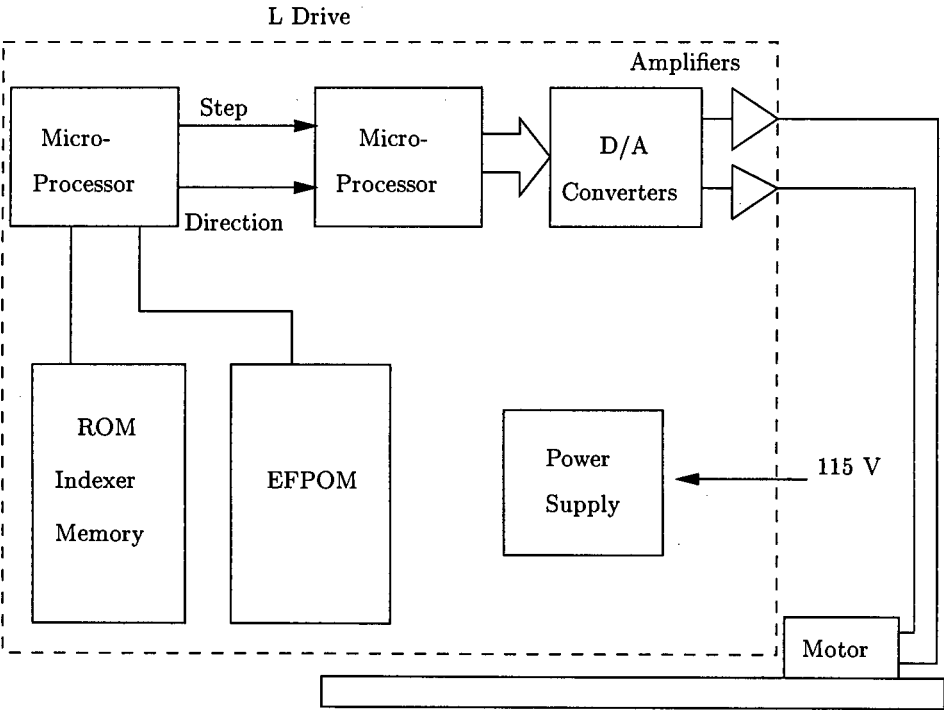 L Drive
Amplifiers
Step
Micro-
Processor
Micro-
Processor
D/A
Converters
Direction
ROM
Indexer
Memory
EFPOM
Power
Supply
115 V
Motor